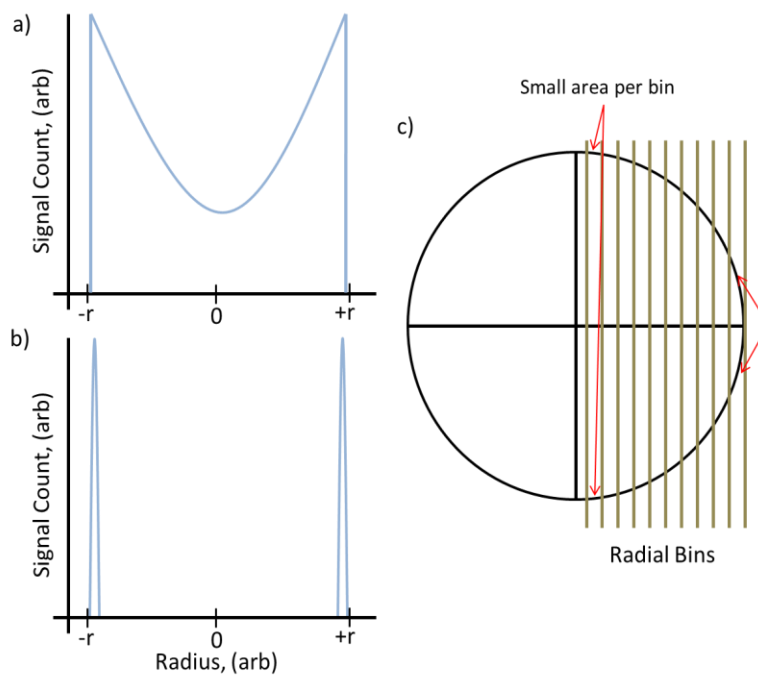 a)
Signal Count, (arb)
-r
0
+r
b)
Signal Count, (arb)
-r
0
+r
Radius, (arb)
c)
Small area per bin
Radial Bins